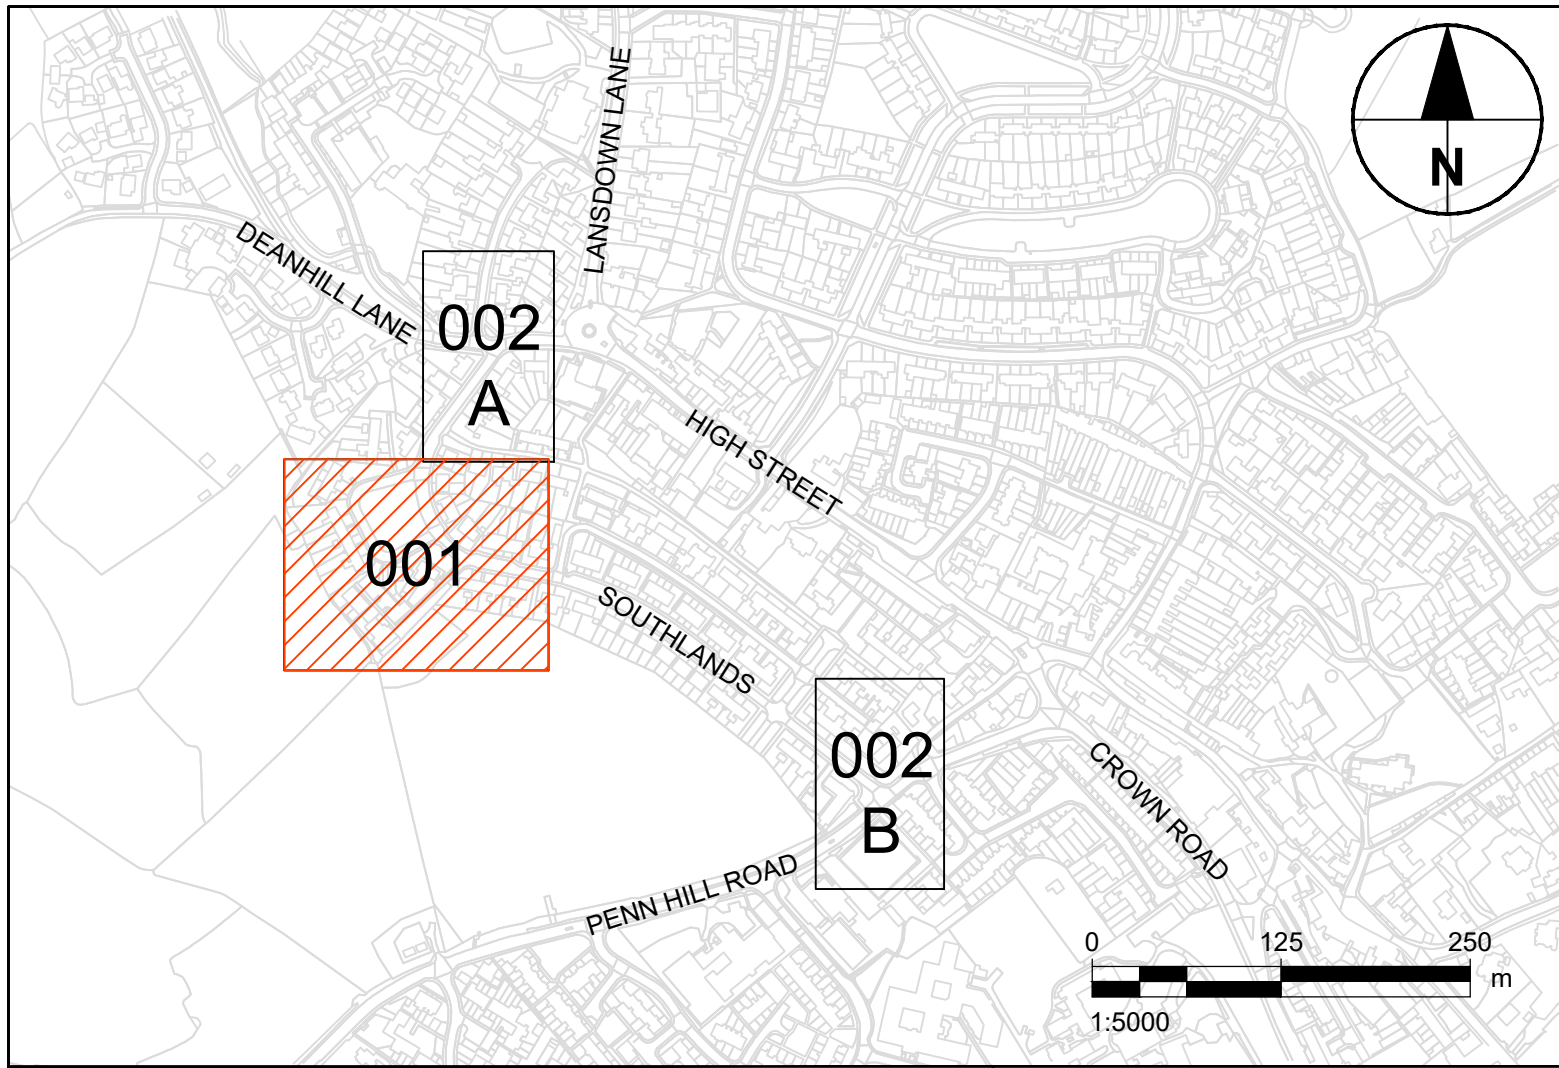 LANSDOWN LANE
N
DEANHILL LANE
002
A
HIGH STREET
001
SOUTHLANDS
002
B
CROWN ROAD
PENN HILL ROAD
0 125 250
m
1:5000